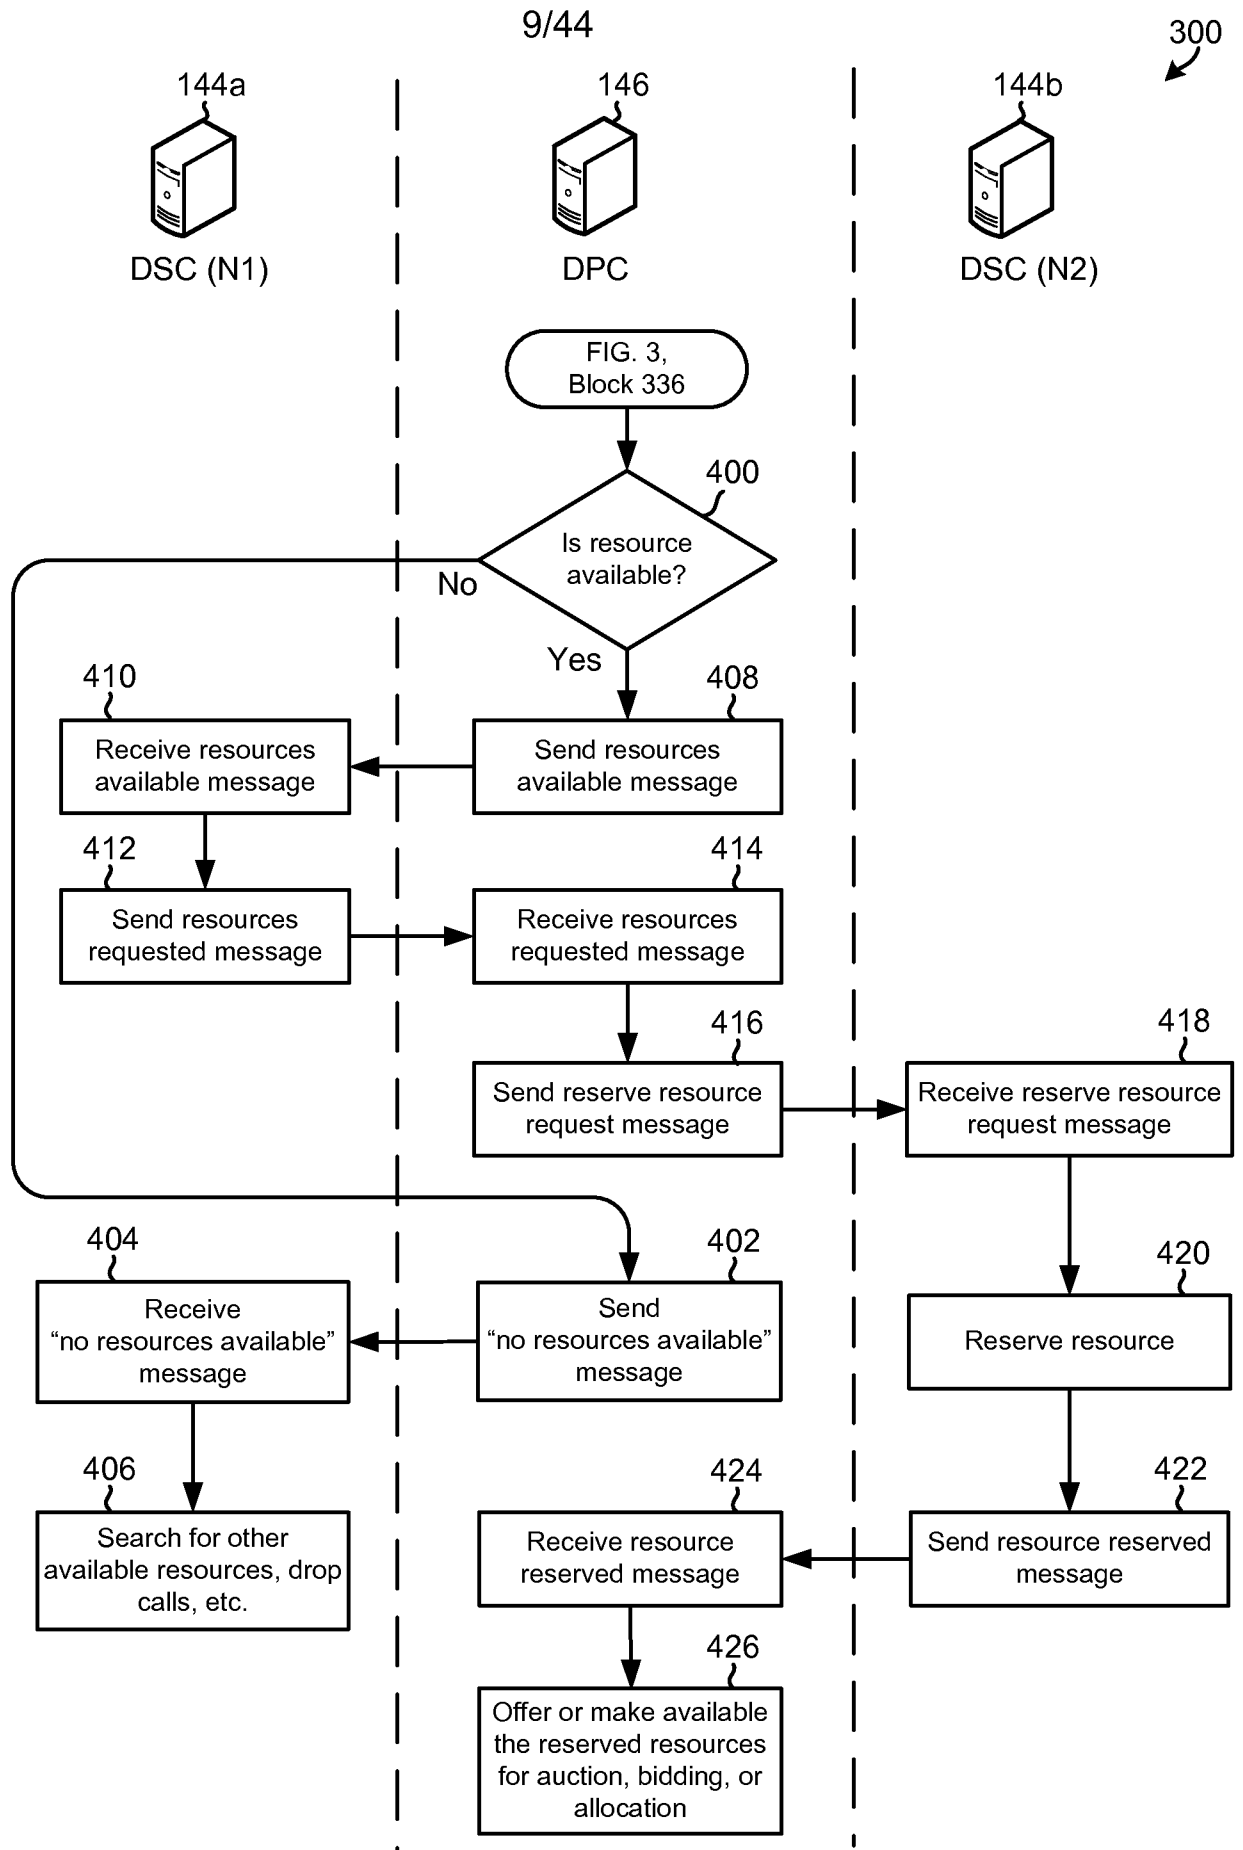 9/44
300
144a
146
144b
DSC (N1)
DPC
DSC (N2)
FIG. 3,
Block 336
400
Is resource
available?
No
Yes
410
408
Receive resources
available message
Send resources
available message
412
414
Send resources
requested message
Receive resources
requested message
416
418
Send reserve resource
request message
Receive reserve resource
request message
404
402
420
Receive
“no resources available”
message
Send
“no resources available”
message
Reserve resource
406
424
422
Search for other
available resources, drop
calls, etc.
Receive resource
reserved message
Send resource reserved
message
426
Offer or make available
the reserved resources
for auction, bidding, or
allocation